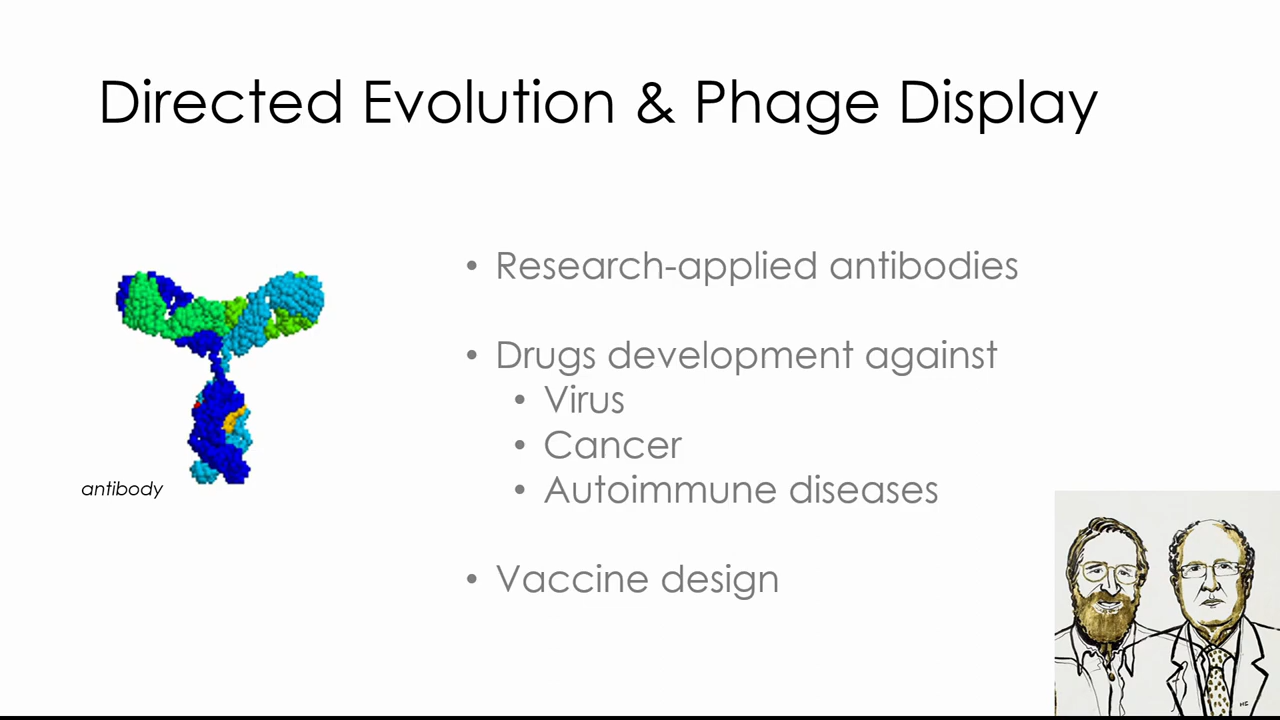 Directed Evolution & Phage Display
• Research-applied antibodies
• Drugs development against
• Virus
• Cancer
• Autoimmune diseases
• Vaccine design
antibody